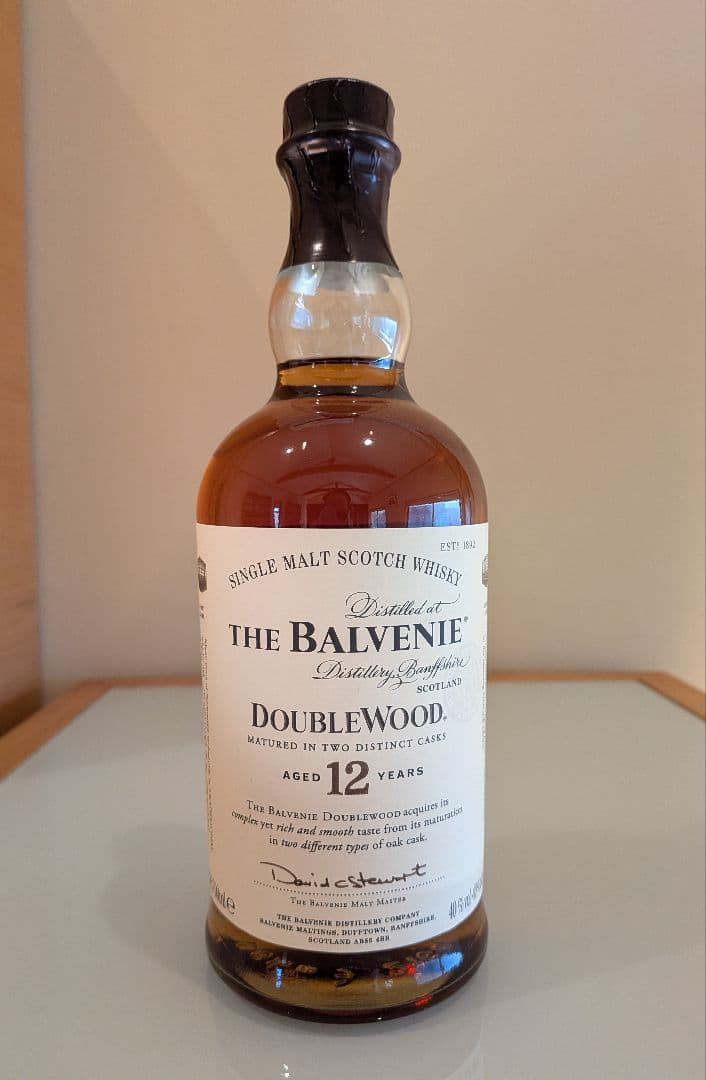 ESTD 1892
SINGLE MALT SCOTCH WHISKY
Distilled at
THE BALVENIE®
Distillery, Banffshire
SCOTLAND
DOUBLEWOOD®
MATURED IN TWO DISTINCT CASKS
AGED 12 YEARS
THE BALVENIE DOUBLEWOOD acquires its
complex yet rich and smooth taste from its maturation
in two different types of oak cask.
David C Stewart
THE BALVENIE MALT MASTER
40%
THE BALVENIE DISTILLERY COMPANY
BALVENIE MALTINGS, DUFFTOWN, BANFFSHIRE,
SCOTLAND AB55 4BB